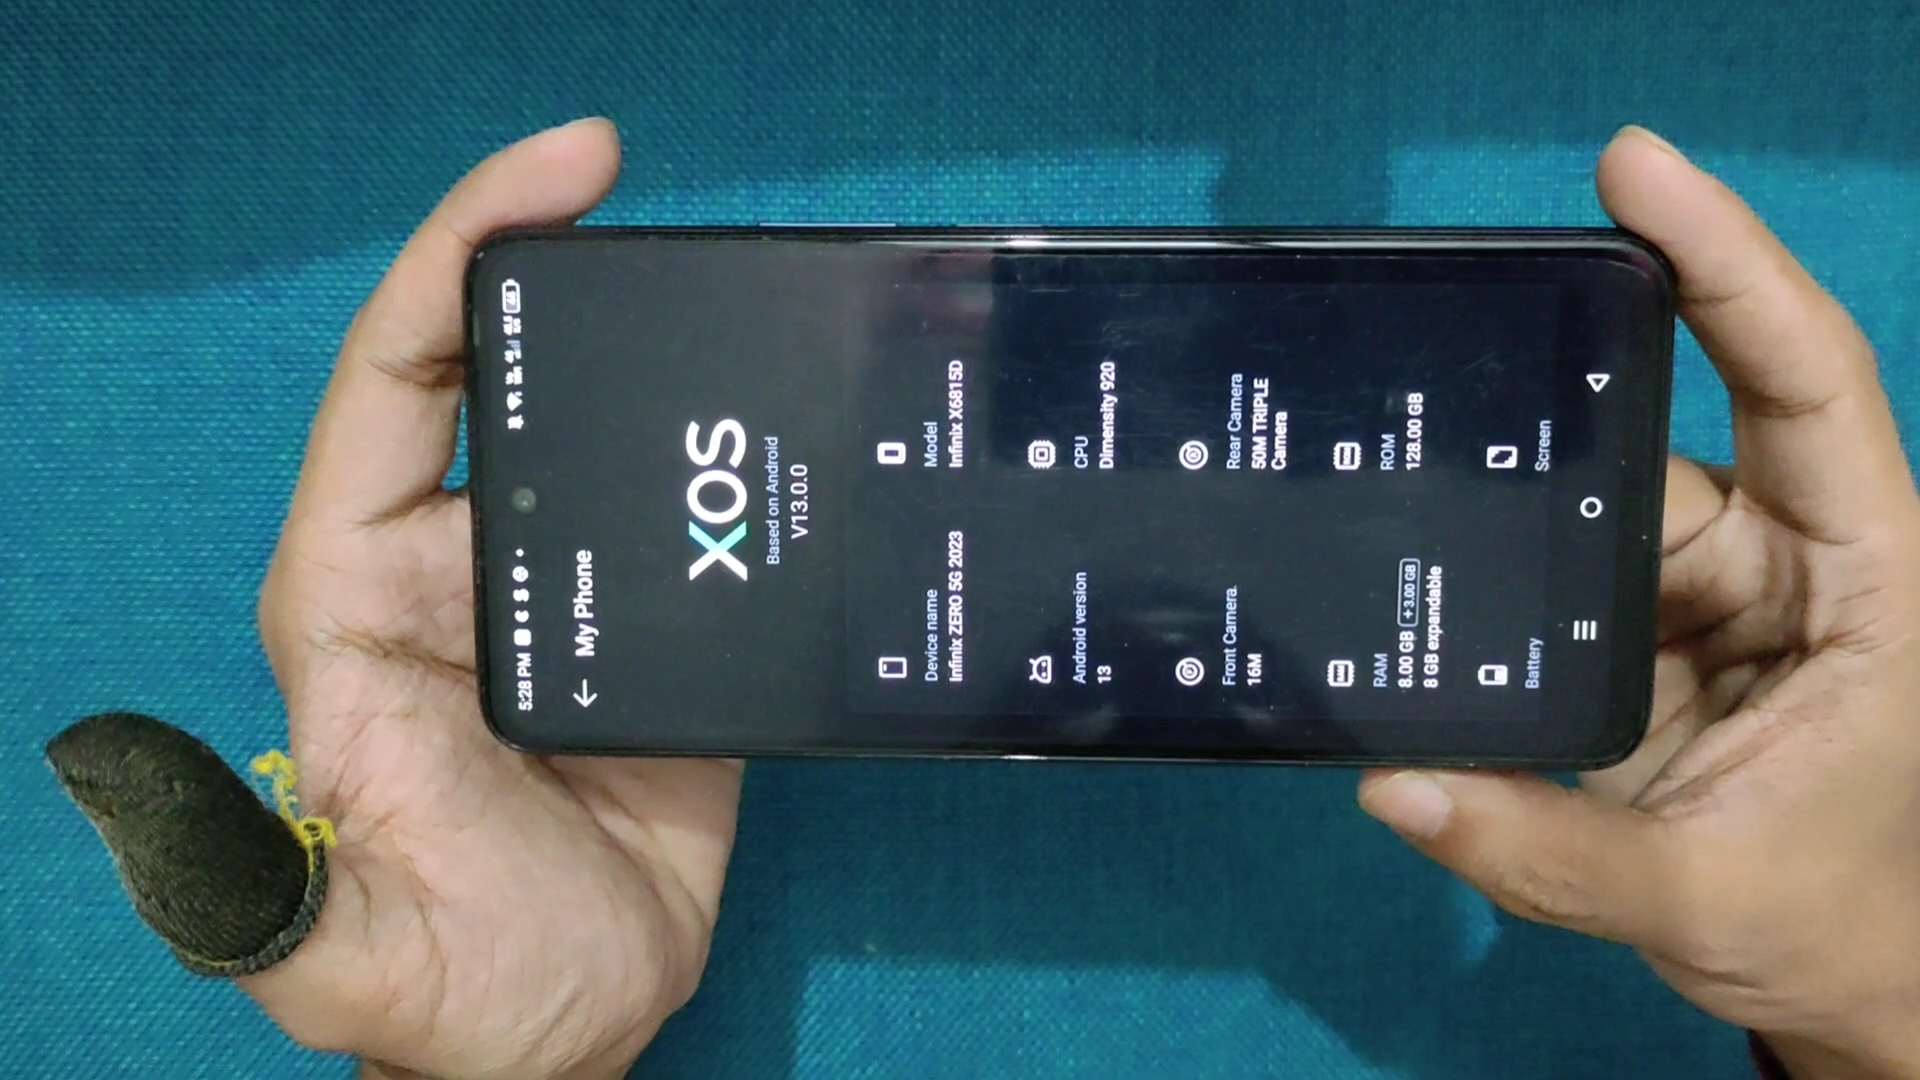 5:28 PM
My Phone
XOS
Based on Android
V13.0.0
Device name
Infinix ZERO 5G 2023
Model
Infinix X6815D
Android version
13
CPU
Dimensity 920
Front Camera
16M
Rear Camera
50M TRIPLE
Camera
RAM
8.00 GB +3.00 GB
8 GB expandable
ROM
128.00 GB
Battery
Screen